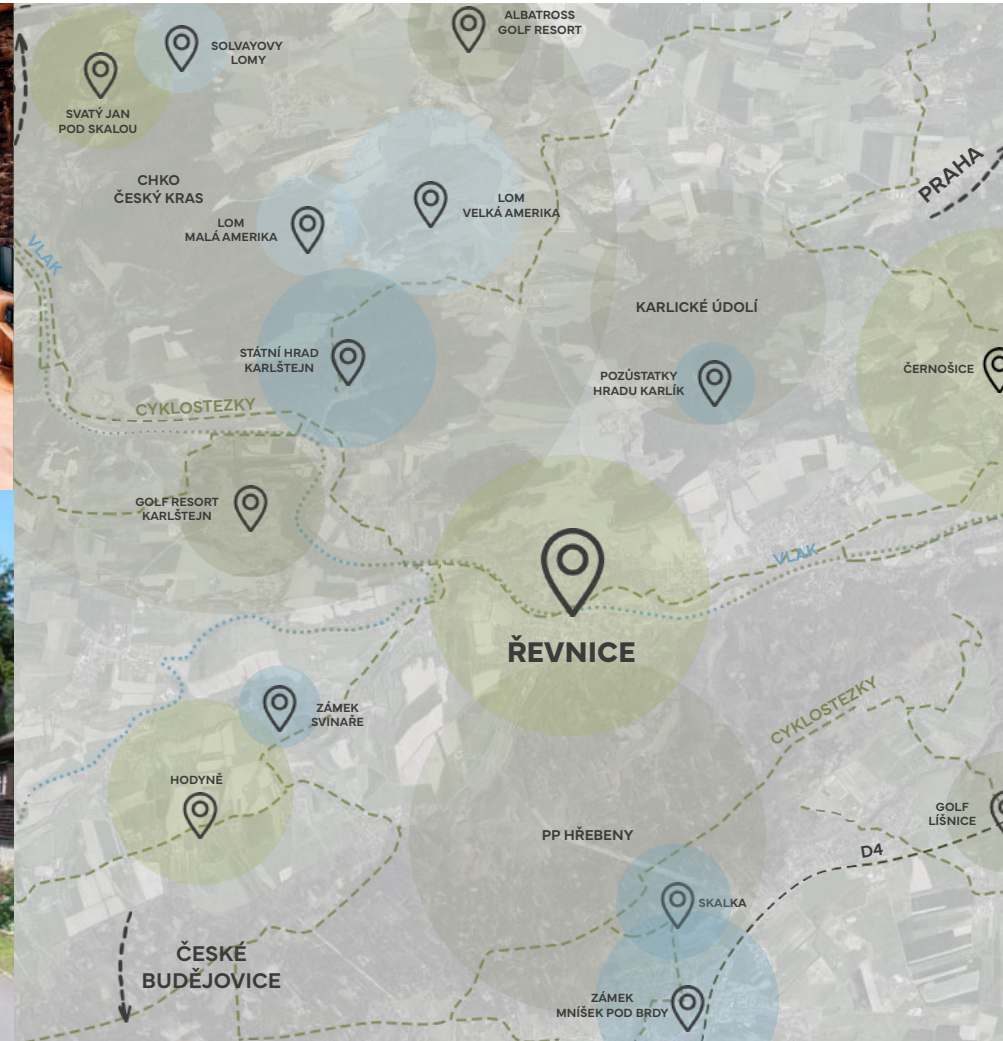 ALBATROSS
GOLF RESORT
SOLVAYOVY
LOMY
SVATÝ JAN
POD SKALOU
CHKO
ČESKÝ KRAS
PRAHA
LOM
VELKÁ AMERIKA
LOM
MALÁ AMERIKA
VLAK
KARLICKÉ ÚDOLÍ
STÁTNÍ HRAD
KARLŠTEJN
POZŮSTATKY
HRADU KARLÍK
ČERNOŠICE
CYKLOSTEZKY
GOLF RESORT
KARLŠTEJN
VLAK
ŘEVNICE
ZÁMEK
SVINAŘE
CYKLOSTEZKY
HODYNĚ
GOLF
LÍŠNICE
PP HŘEBENY
D4
SKALKA
ČESKÉ
BUDĚJOVICE
ZÁMEK
MNÍŠEK POD BRDY